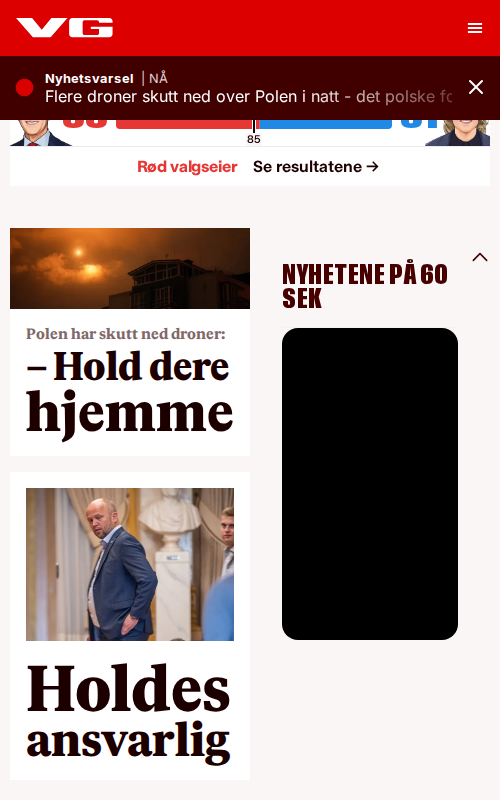 VG
Nyhetsvarsel | NÅ
Flere droner skutt ned over Polen i natt - det polske
85
Rød valgseier Se resultatene →
Polen har skutt ned droner:
– Hold dere
hjemme
NYHETENE PÅ 60
SEK
Holdes
ansvarlig